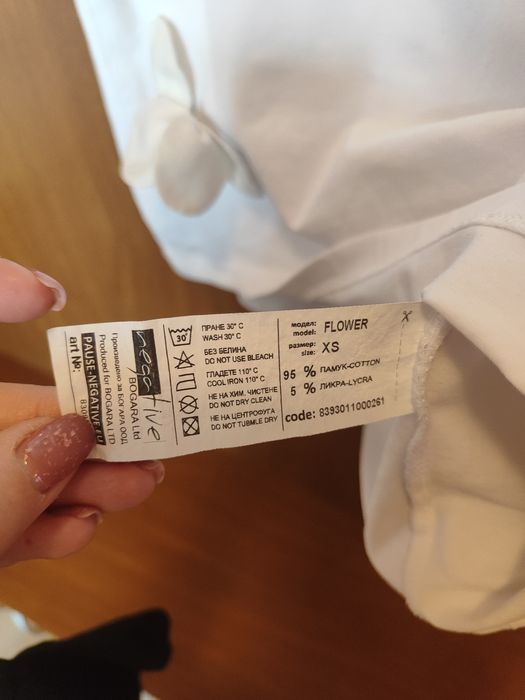 negative
BOGARA Ltd
Произведено за БОГАРА ООД
Produced for BOGARA LTD
PAUSE-NEGATIVE.EU
art №:
30°
ПРАНЕ 30° C
WASH 30° C
БЕЗ БЕЛИНА
DO NOT USE BLEACH
ГЛАДЕТЕ 110° C
COOL IRON 110° C
НЕ НА ХИМ. ЧИСТЕНЕ
DO NOT DRY CLEAN
НЕ НА ЦЕНТРОФУГА
DO NOT TUBMLE DRY
модел: FLOWER
model:
размер: XS
size:
95 % ПАМУК-COTTON
5 % ЛИКРА-LYCRA
code: 8393011000261